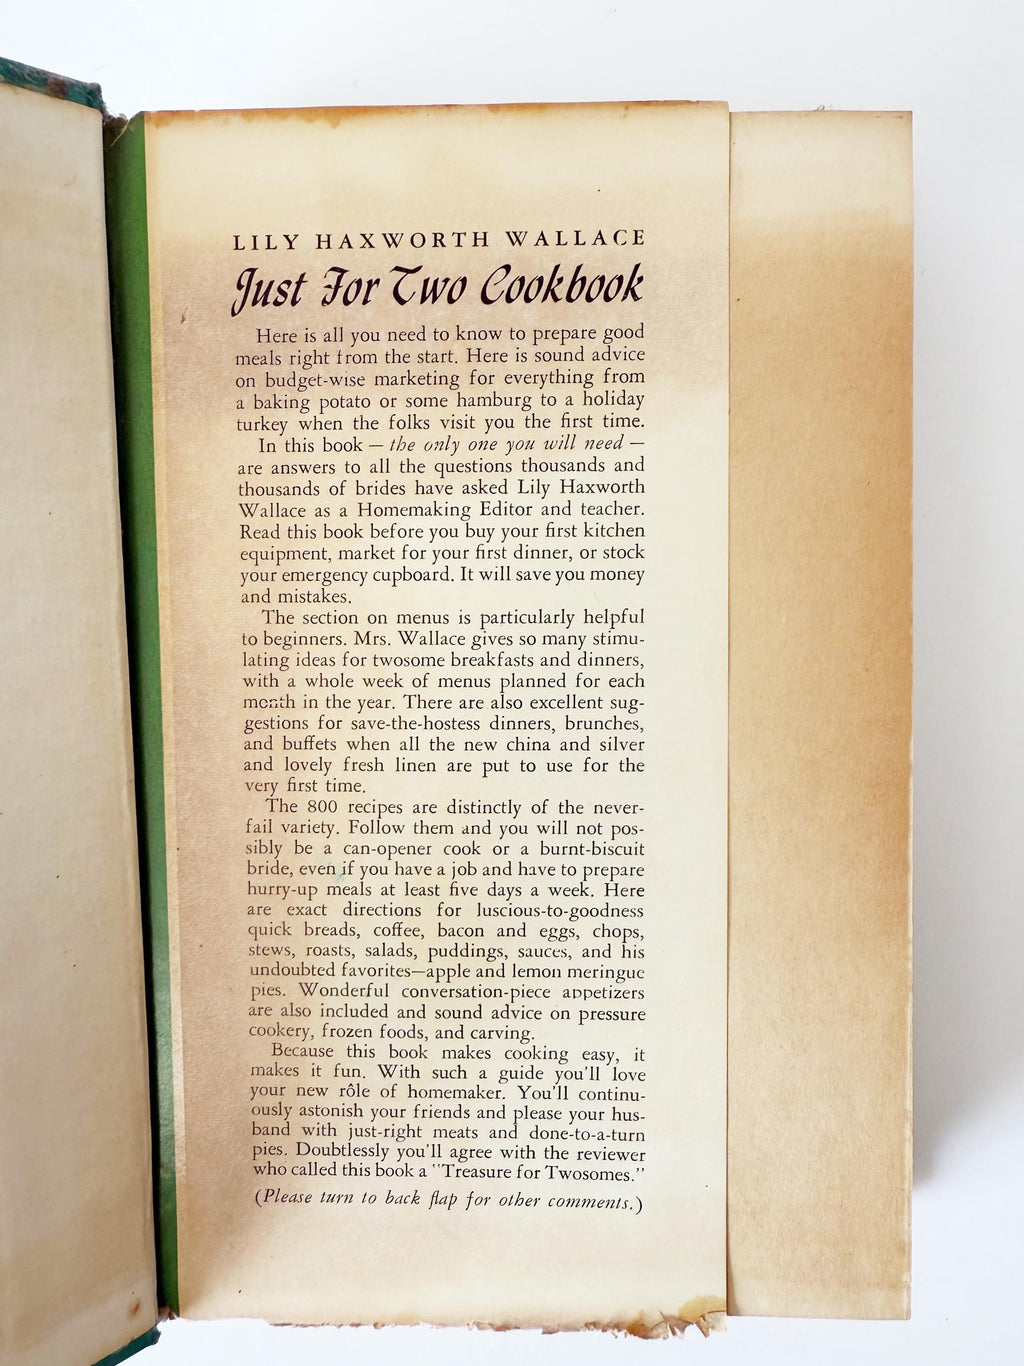 LILY HAXWORTH WALLACE
Just For Two Cookbook
Here is all you need to know to prepare good
meals right from the start. Here is sound advice
on budget-wise marketing for everything from
a baking potato or some hamburg to a holiday
turkey when the folks visit you the first time.
In this book — the only one you will need —
are answers to all the questions thousands and
thousands of brides have asked Lily Haxworth
Wallace as a Homemaking Editor and teacher.
Read this book before you buy your first kitchen
equipment, market for your first dinner, or stock
your emergency cupboard. It will save you money
and mistakes.
The section on menus is particularly helpful
to beginners. Mrs. Wallace gives so many stimu-
lating ideas for twosome breakfasts and dinners,
with a whole week of menus planned for each
month in the year. There are also excellent sug-
gestions for save-the-hostess dinners, brunches,
and buffets when all the new china and silver
and lovely fresh linen are put to use for the
very first time.
The 800 recipes are distinctly of the never-
fail variety. Follow them and you will not pos-
sibly be a can-opener cook or a burnt-biscuit
bride, even if you have a job and have to prepare
hurry-up meals at least five days a week. Here
are exact directions for luscious-to-goodness
quick breads, coffee, bacon and eggs, chops,
stews, roasts, salads, puddings, sauces, and his
undoubted favorites—apple and lemon meringue
pies. Wonderful conversation-piece appetizers
are also included and sound advice on pressure
cookery, frozen foods, and carving.
Because this book makes cooking easy, it
makes it fun. With such a guide you'll love
your new rôle of homemaker. You'll continu-
ously astonish your friends and please your hus-
band with just-right meats and done-to-a-turn
pies. Doubtlessly you'll agree with the reviewer
who called this book a "Treasure for Twosomes."
(Please turn to back flap for other comments.)